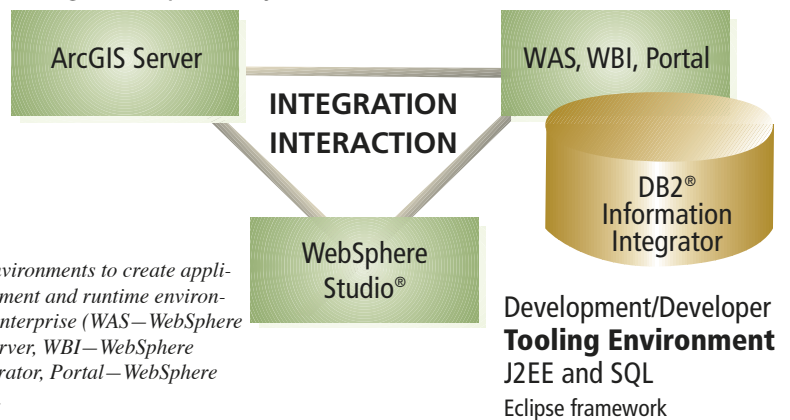 ArcGIS Server
WAS, WBI, Portal
INTEGRATION
INTERACTION
DB2®
Information
Integrator
WebSphere
Studio®
nvironments to create appli-
ment and runtime environ-
nterprise (WAS—WebSphere
rver, WBI—WebSphere
rator, Portal—WebSphere
Development/Developer
Tooling Environment
J2EE and SQL
Eclipse framework